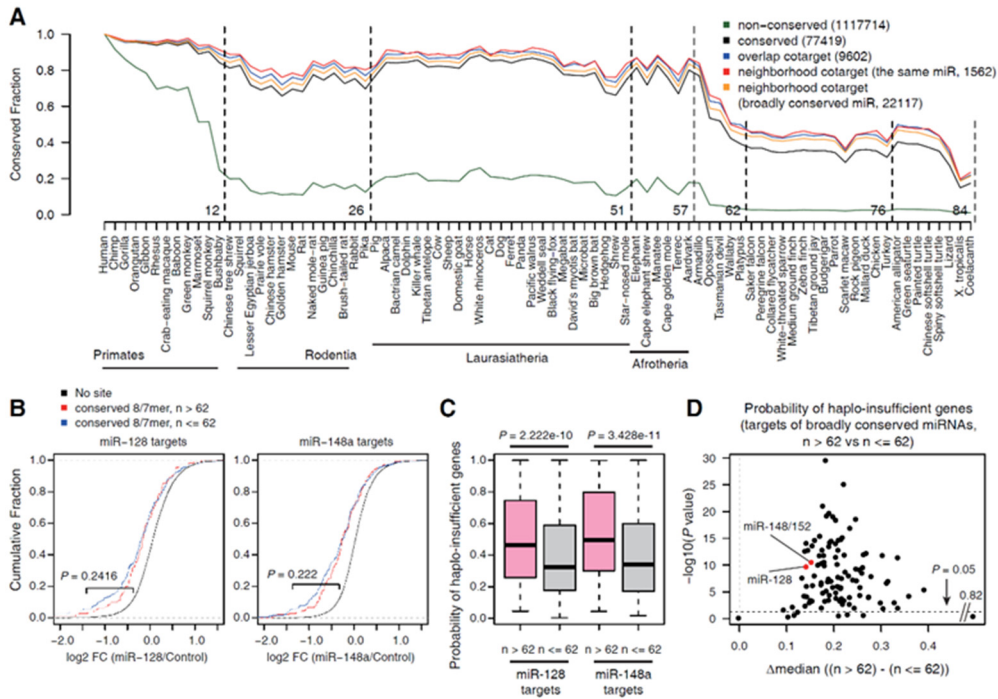 A
non-conserved (1117714)
conserved (77419)
overlap cotarget (9602)
neighborhood cotarget (the same miR, 1562)
neighborhood cotarget
(broadly conserved miR, 22117)
Conserved Fraction
1.0
0.8
0.6
0.4
0.2
0.0
12
26
51
57
62
76
84
Human
Chimp
Gorilla
Orangutan
Gibbon
Rhesus
Crab-eating macaque
Baboon
Green monkey
Marmoset
Squirrel monkey
Bushbaby
Chinese tree shrew
Squirrel
Lesser Egyptian jerboa
Prairie vole
Chinese hamster
Golden hamster
Mouse
Rat
Naked mole-rat
Guinea pig
Chinchilla
Brush-tailed rat
Rabbit
Pika
Pig
Alpaca
Bactrian camel
Dolphin
Killer whale
Tibetan antelope
Cow
Sheep
Domestic goat
Horse
White rhinoceros
Cat
Dog
Ferret
Panda
Pacific walrus
Weddell seal
Black flying-fox
Megabat
David's myotis bat
Microbat
Big brown bat
Hedgehog
Shrew
Star-nosed mole
Elephant
Cape elephant shrew
Manatee
Cape golden mole
Tenrec
Aardvark
Armadillo
Opossum
Tasmanian devil
Wallaby
Platypus
Saker falcon
Peregrine falcon
Collared flycatcher
White-throated sparrow
Medium ground finch
Zebra finch
Tibetan ground jay
Budgerigar
Parrot
Scarlet macaw
Rock pigeon
Mallard duck
Chicken
Turkey
American alligator
Green seaturtle
Painted turtle
Chinese softshell turtle
Spiny softshell turtle
Lizard
X. tropicalis
Coelacanth
Primates
Rodentia
Laurasiatheria
Afrotheria
B
No site
conserved 8/7mer, n > 62
conserved 8/7mer, n <= 62
miR-128 targets
miR-148a targets
Cumulative Fraction
1.0
0.8
0.6
0.4
0.2
0.0
P = 0.2416
P = 0.222
-2.0 -1.0 0.0 1.0
-2.0 -1.0 0.0 1.0
log2 FC (miR-128/Control)
log2 FC (miR-148a/Control)
C
P = 2.222e-10
P = 3.428e-11
Probability of haplo-insufficient genes
1.0
0.8
0.6
0.4
0.2
0.0
n > 62 n <= 62 n > 62 n <= 62
miR-128 targets
miR-148a targets
D
Probability of haplo-insufficient genes
(targets of broadly conserved miRNAs,
n > 62 vs n <= 62)
-log10(P value)
30
25
20
15
10
5
0
miR-148/152
miR-128
P = 0.05
0.82
0.0 0.1 0.2 0.3 0.4
Δmedian ((n > 62) - (n <= 62))